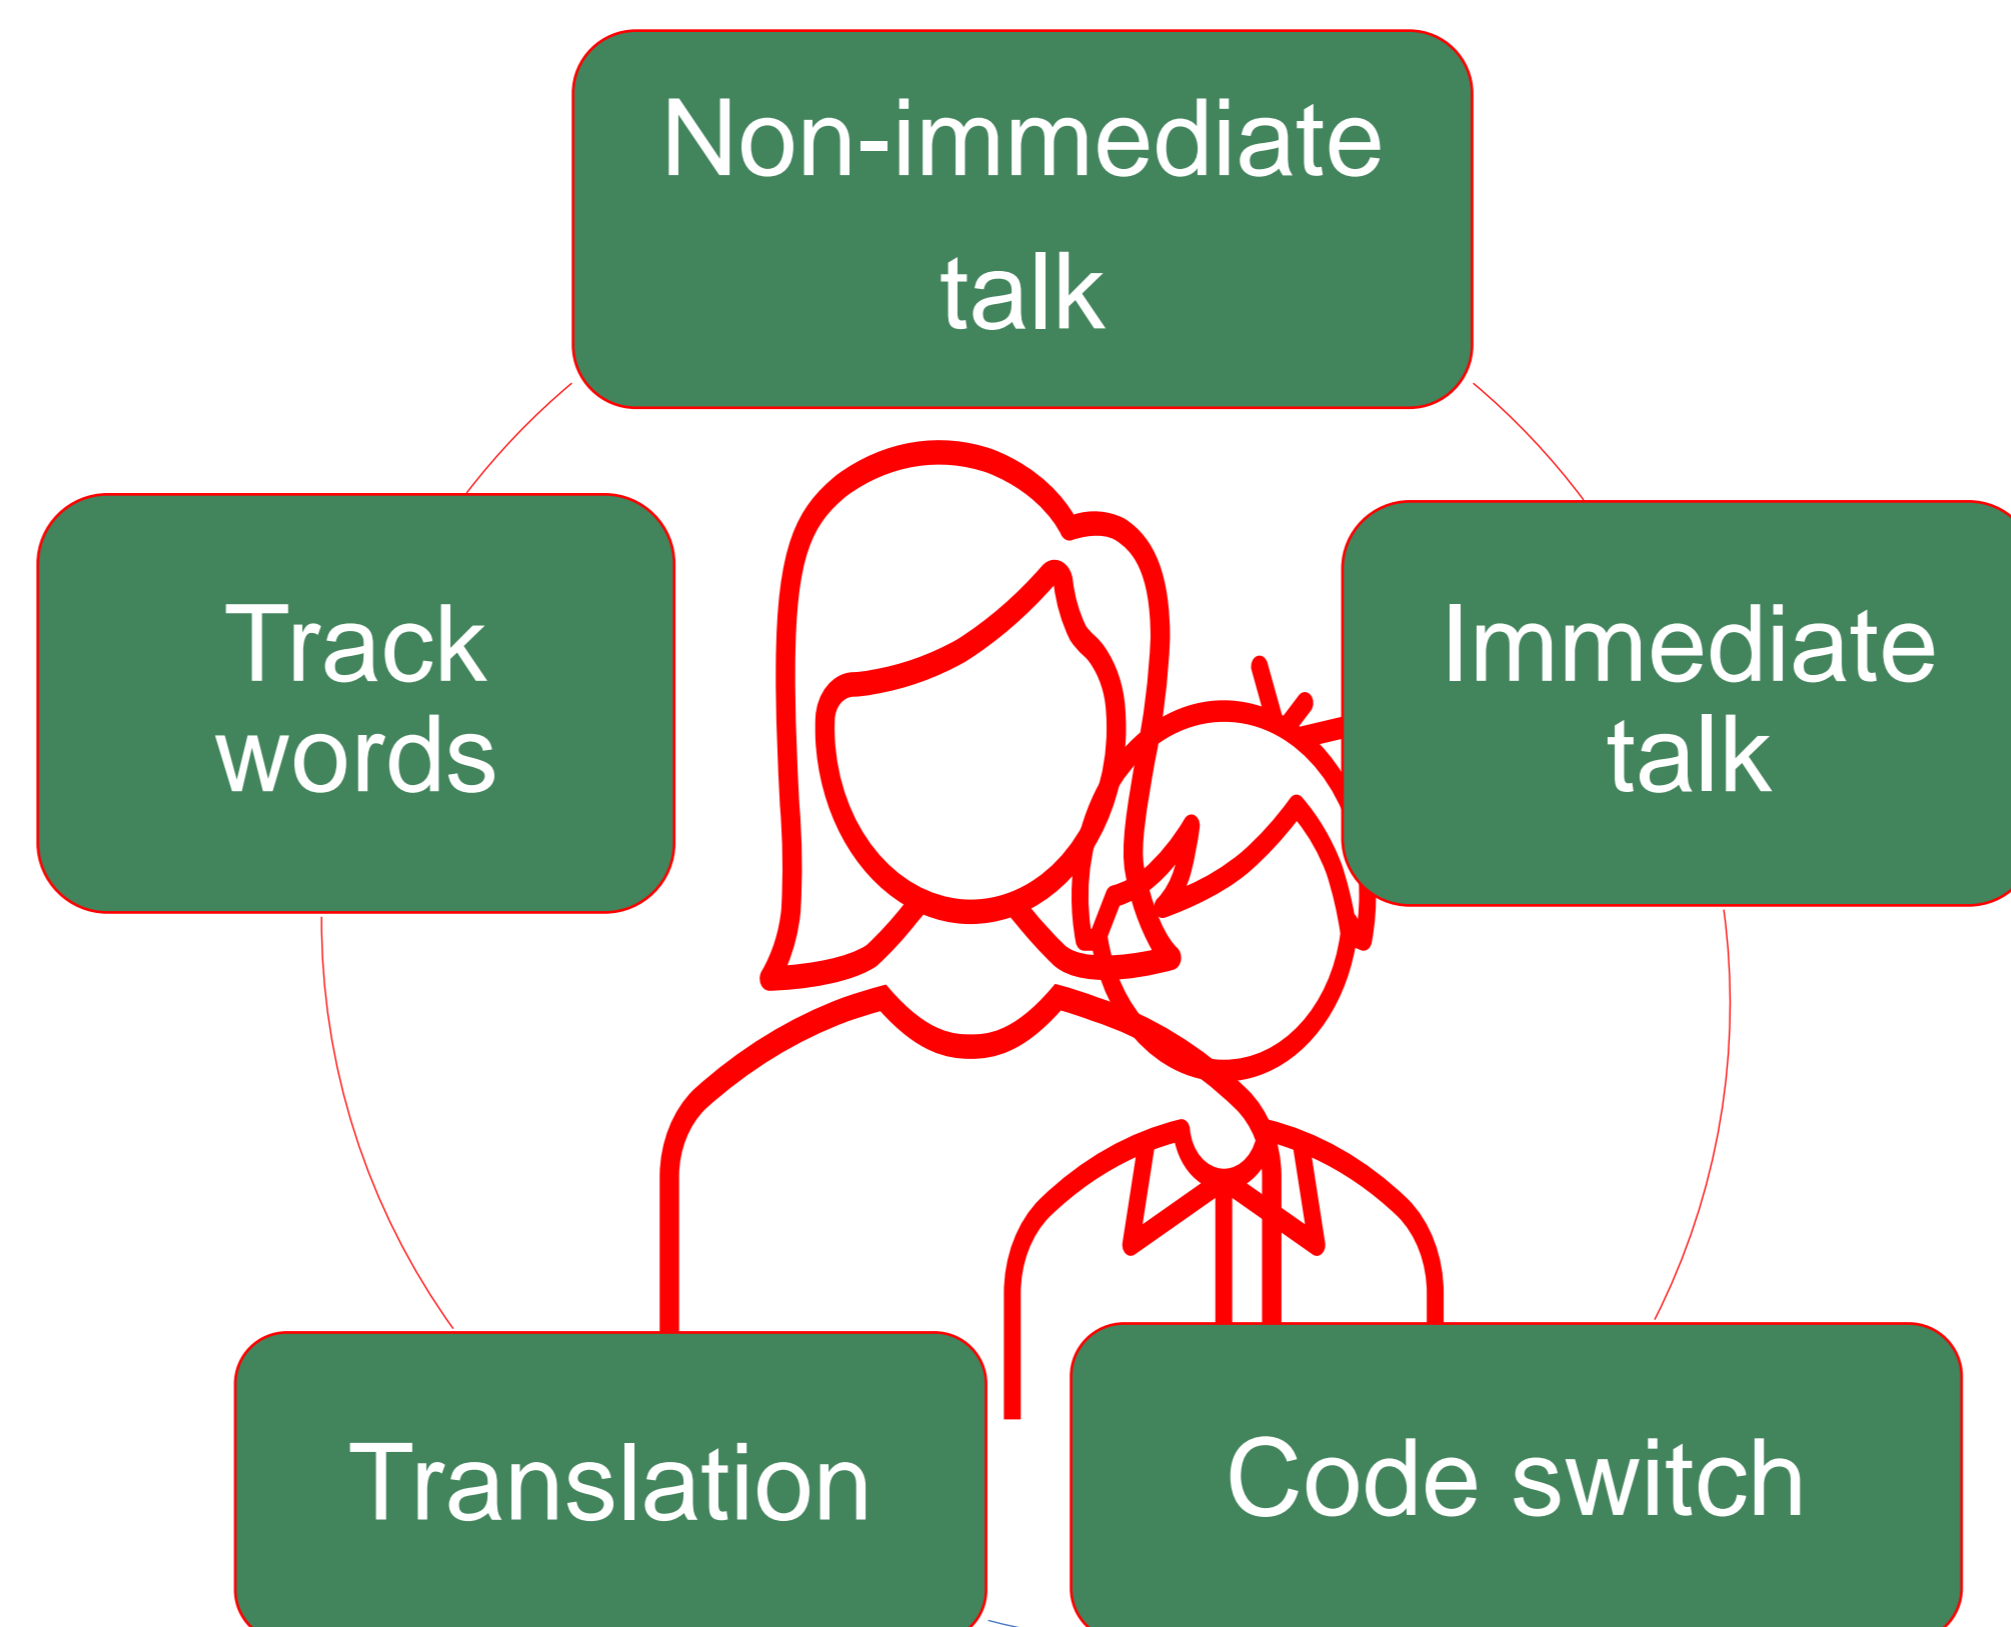 Non-immediate
talk
Track
words
Immediate
talk
Translation
Code switch